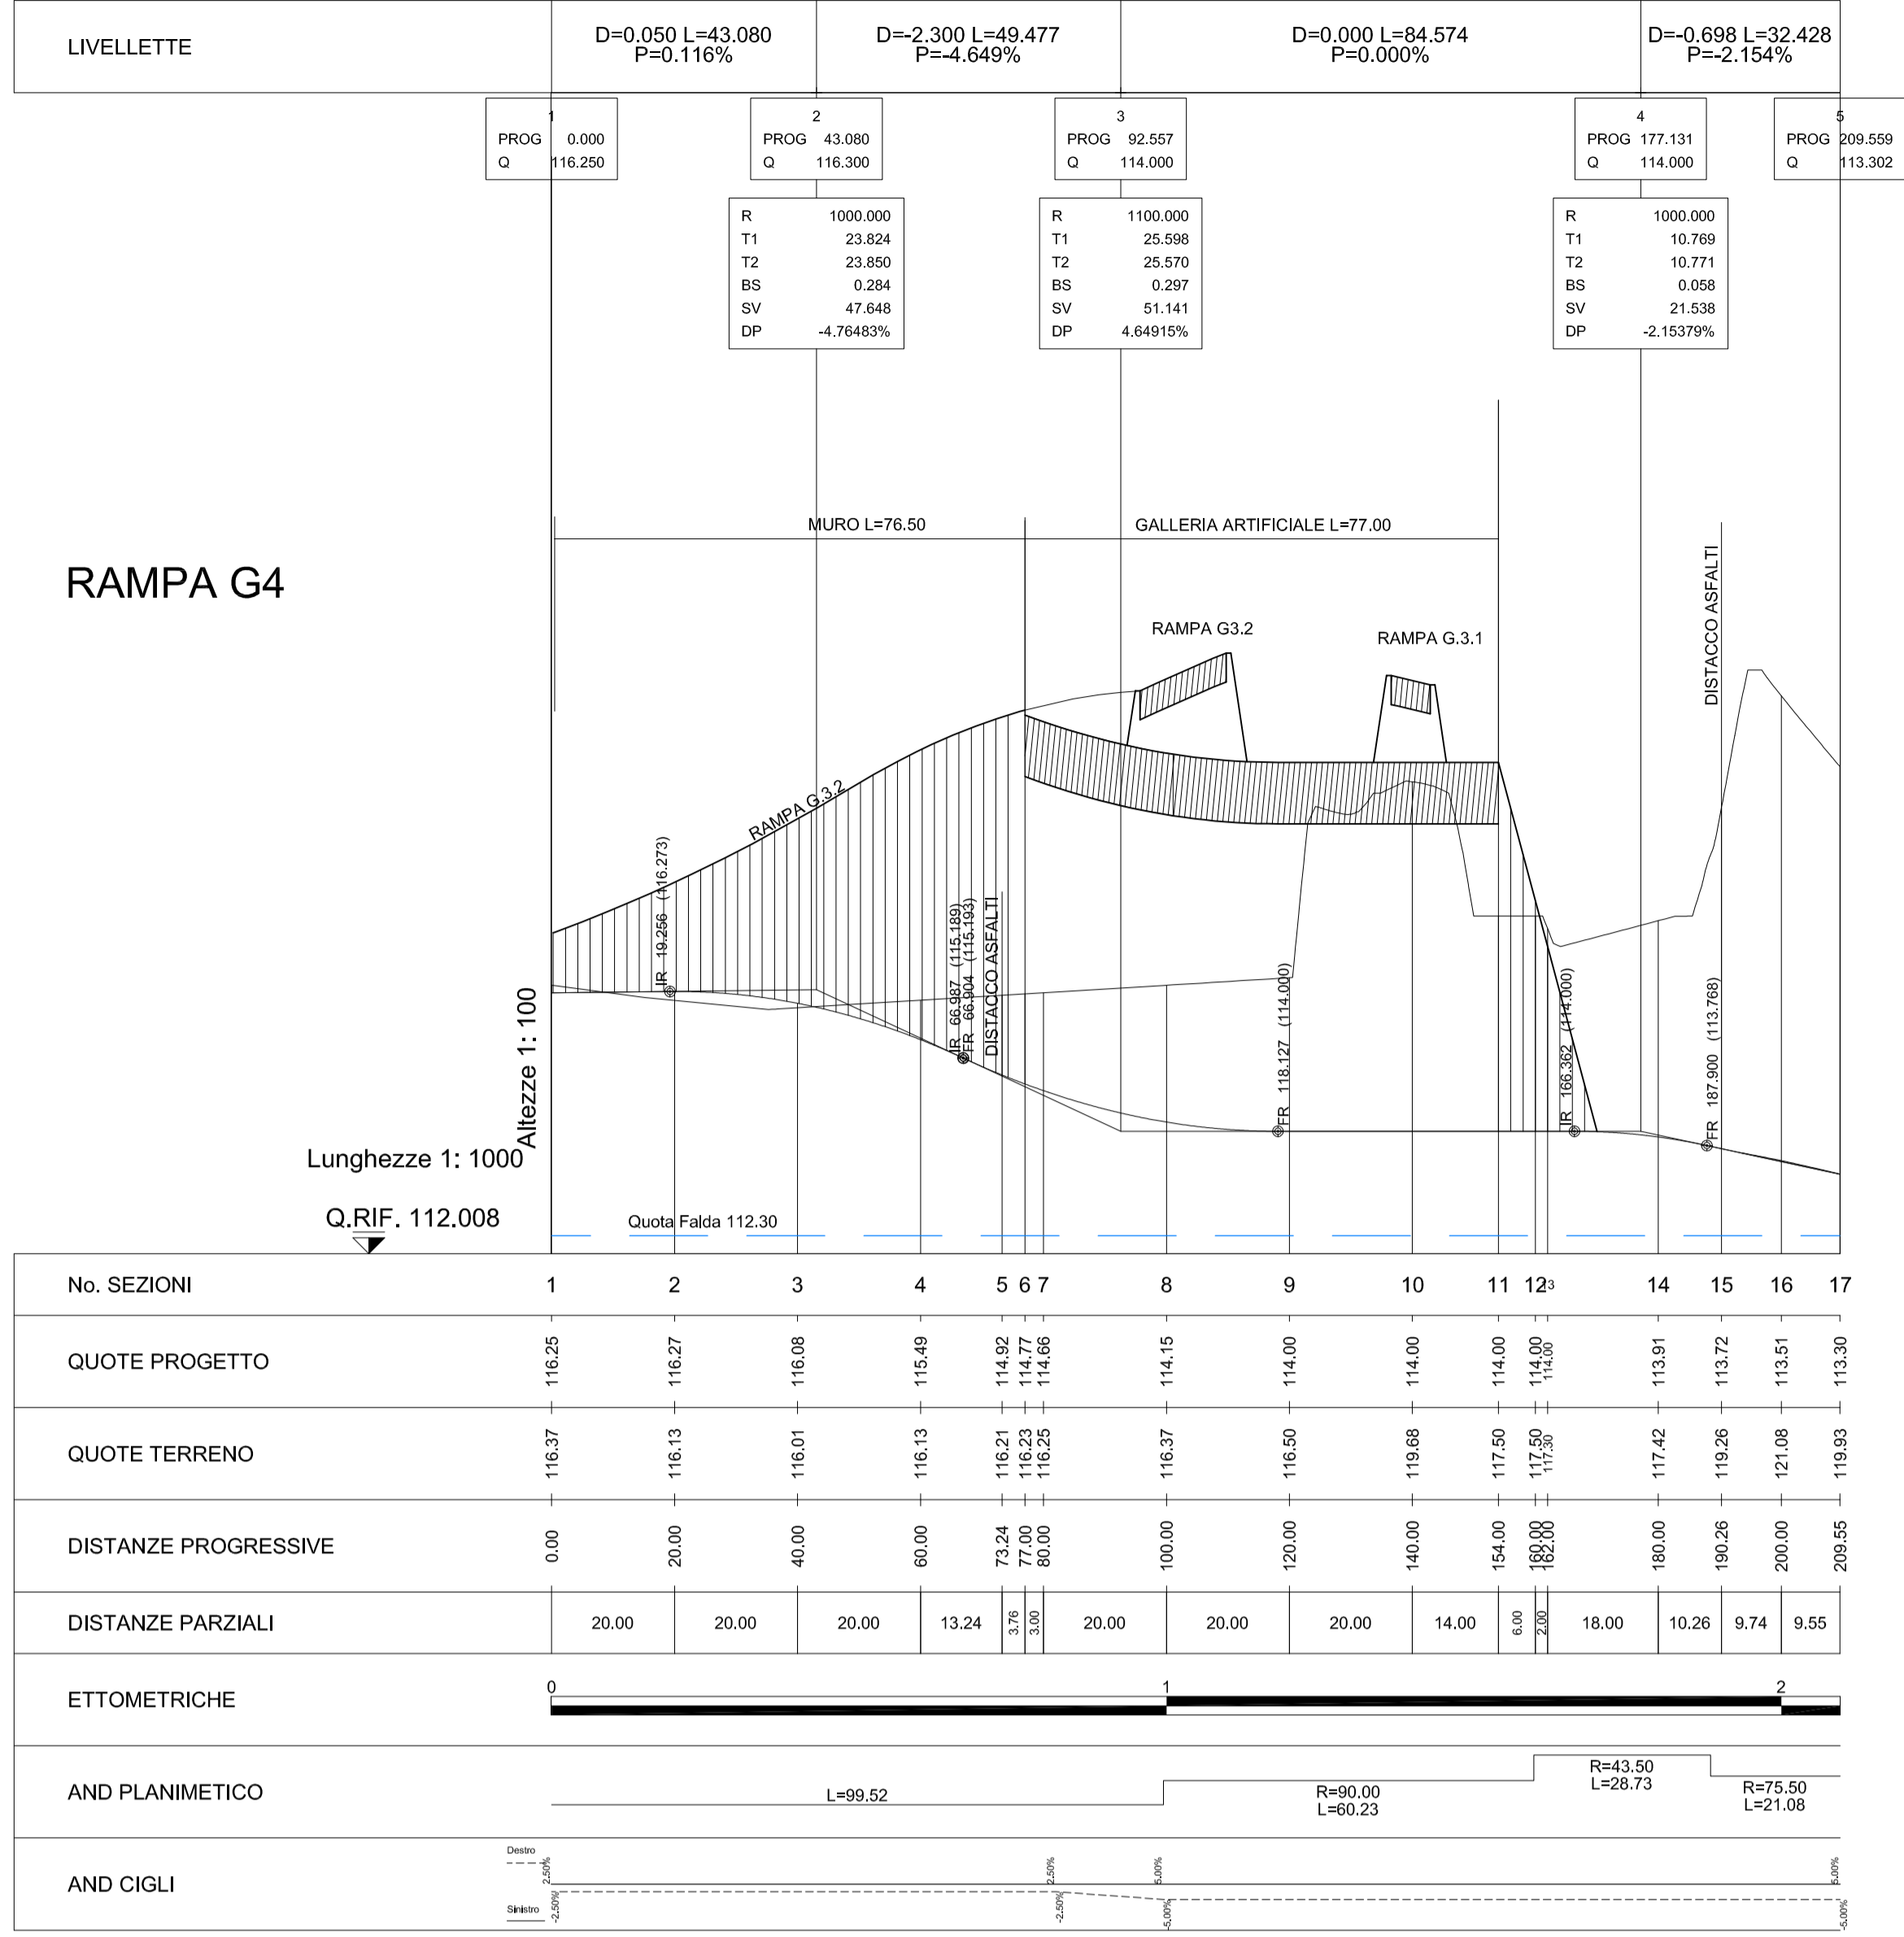 LIVELLETTE
D=0.050 L=43.080
P=0.116%
D=-2.300 L=49.477
P=-4.649%
D=0.000 L=84.574
P=0.000%
D=-0.698 L=32.428
P=-2.154%
1
PROG 0.000
Q 116.250
2
PROG 43.080
Q 116.300
3
PROG 92.557
Q 114.000
4
PROG 177.131
Q 114.000
5
PROG 209.559
Q 113.302
R 1000.000
T1 23.824
T2 23.850
BS 0.284
SV 47.648
DP -4.76483%
R 1100.000
T1 25.598
T2 25.570
BS 0.297
SV 51.141
DP 4.64915%
R 1000.000
T1 10.769
T2 10.771
BS 0.058
SV 21.538
DP -2.15379%
MURO L=76.50
GALLERIA ARTIFICIALE L=77.00
RAMPA G4
RAMPA G3.2
RAMPA G.3.1
DISTACCO ASFALTI
RAMPA G.3.2
IR 19.256 (116.273)
IR 66.987 (115.189)
FR 66.904 (115.193)
DISTACCO ASFALTI
FR 118.127 (114.000)
IR 166.362 (114.000)
FR 187.900 (113.768)
Altezze 1: 100
Lunghezze 1: 1000
Q.RIF. 112.008
Quota Falda 112.30
No. SEZIONI 1 2 3 4 5 6 7 8 9 10 11 12 13 14 15 16 17
QUOTE PROGETTO 116.25 116.27 116.08 115.49 114.92 114.77 114.66 114.15 114.00 114.00 114.00 114.00 114.00 113.91 113.72 113.51 113.30
QUOTE TERRENO 116.37 116.13 116.01 116.13 116.21 116.23 116.25 116.37 116.50 119.68 117.50 117.50 117.30 117.42 119.26 121.08 119.93
DISTANZE PROGRESSIVE 0.00 20.00 40.00 60.00 73.24 77.00 80.00 100.00 120.00 140.00 154.00 160.00 162.00 180.00 190.26 200.00 209.55
DISTANZE PARZIALI 20.00 20.00 20.00 13.24 3.76 3.00 20.00 20.00 20.00 14.00 6.00 2.00 18.00 10.26 9.74 9.55
ETTOMETRICHE 0 1 2
AND PLANIMETICO
L=99.52
R=90.00
L=60.23
R=43.50
L=28.73
R=75.50
L=21.08
AND CIGLI
Destro
2.50% 2.50% 5.00% 5.00%
Sinistro
-2.50% -2.50% -5.00% -5.00%